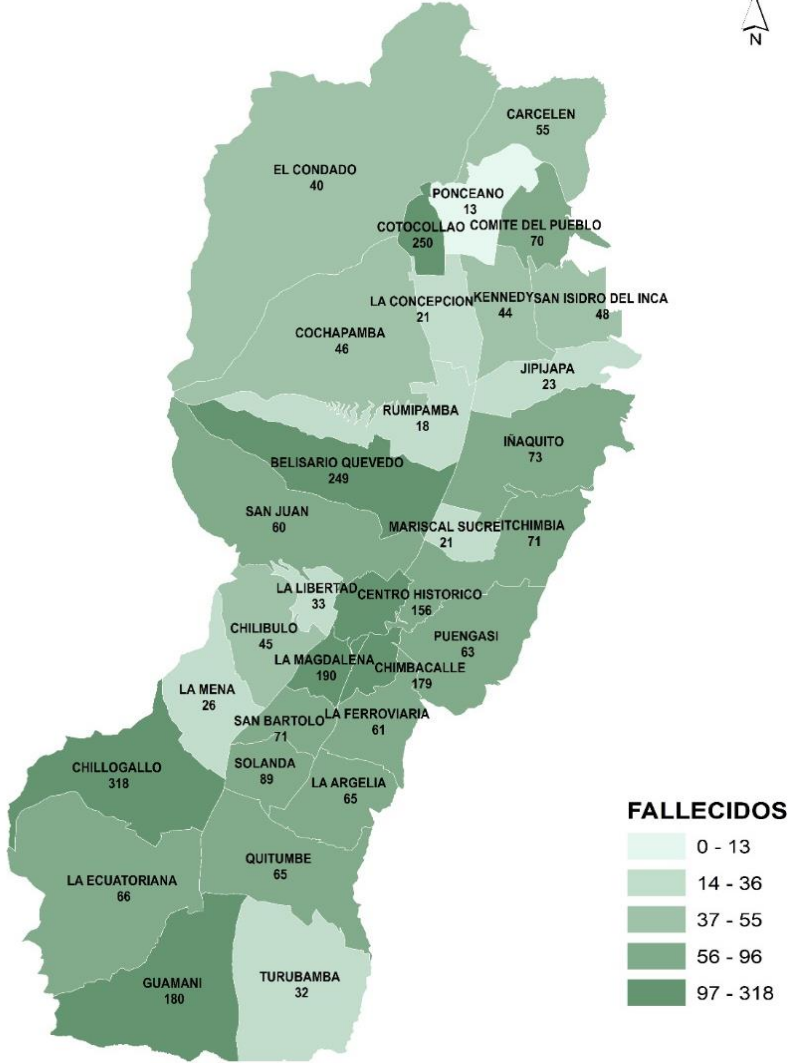 N
CARCELEN
55
EL CONDADO
40
PONCEANO
13
COTOCOLLAO
250
COMITE DEL PUEBLO
70
LA CONCEPCION
21
KENNEDY
44
SAN ISIDRO DEL INCA
48
COCHAPAMBA
46
JIPIJAPA
23
RUMIPAMBA
18
IÑAQUITO
73
BELISARIO QUEVEDO
249
SAN JUAN
60
MARISCAL SUCRE
21
ITCHIMBIA
71
LA LIBERTAD
33
CENTRO HISTORICO
156
CHILIBULO
45
PUENGASI
63
LA MAGDALENA
190
CHIMBACALLE
179
LA MENA
26
SAN BARTOLO
71
LA FERROVIARIA
61
CHILLOGALLO
318
SOLANDA
89
LA ARGELIA
65
QUITUMBE
65
LA ECUATORIANA
66
GUAMANI
180
TURUBAMBA
32
FALLECIDOS
0 - 13
14 - 36
37 - 55
56 - 96
97 - 318